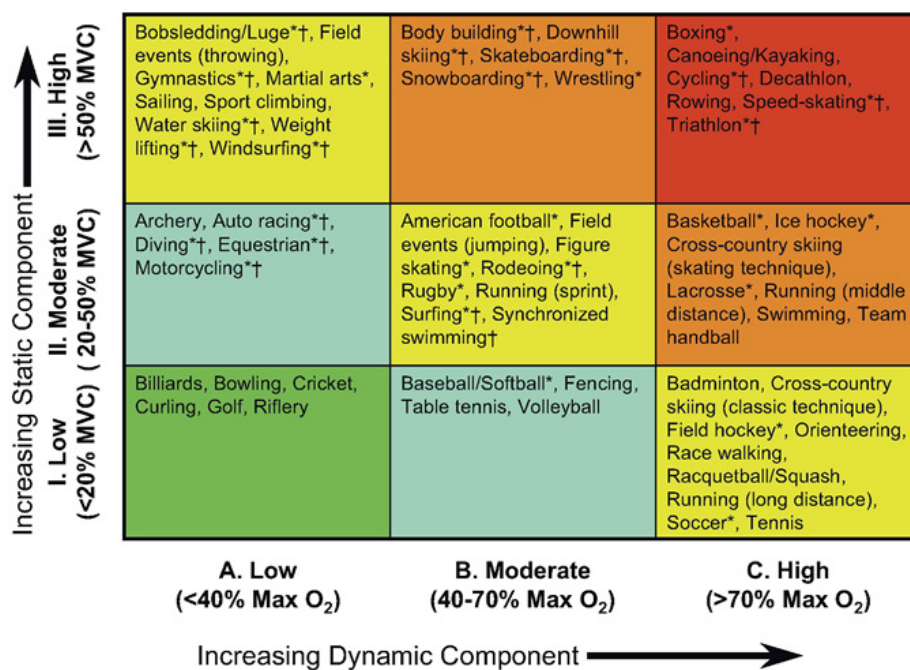 Increasing Static Component
III. High
(>50% MVC)
Bobsledding/Luge*†, Field
events (throwing),
Gymnastics*†, Martial arts*,
Sailing, Sport climbing,
Water skiing*†, Weight
lifting*†, Windsurfing*†
Body building*†, Downhill
skiing*†, Skateboarding*†,
Snowboarding*†, Wrestling*
Boxing*,
Canoeing/Kayaking,
Cycling*†, Decathlon,
Rowing, Speed-skating*†,
Triathlon*†
II. Moderate
( 20-50% MVC)
Archery, Auto racing*†,
Diving*†, Equestrian*†,
Motorcycling*†
American football*, Field
events (jumping), Figure
skating*, Rodeoing*†,
Rugby*, Running (sprint),
Surfing*†, Synchronized
swimming†
Basketball*, Ice hockey*,
Cross-country skiing
(skating technique),
Lacrosse*, Running (middle
distance), Swimming, Team
handball
I. Low
(<20% MVC)
Billiards, Bowling, Cricket,
Curling, Golf, Riflery
Baseball/Softball*, Fencing,
Table tennis, Volleyball
Badminton, Cross-country
skiing (classic technique),
Field hockey*, Orienteering,
Race walking,
Racquetball/Squash,
Running (long distance),
Soccer*, Tennis
A. Low
(<40% Max O₂)
B. Moderate
(40-70% Max O₂)
C. High
(>70% Max O₂)
Increasing Dynamic Component